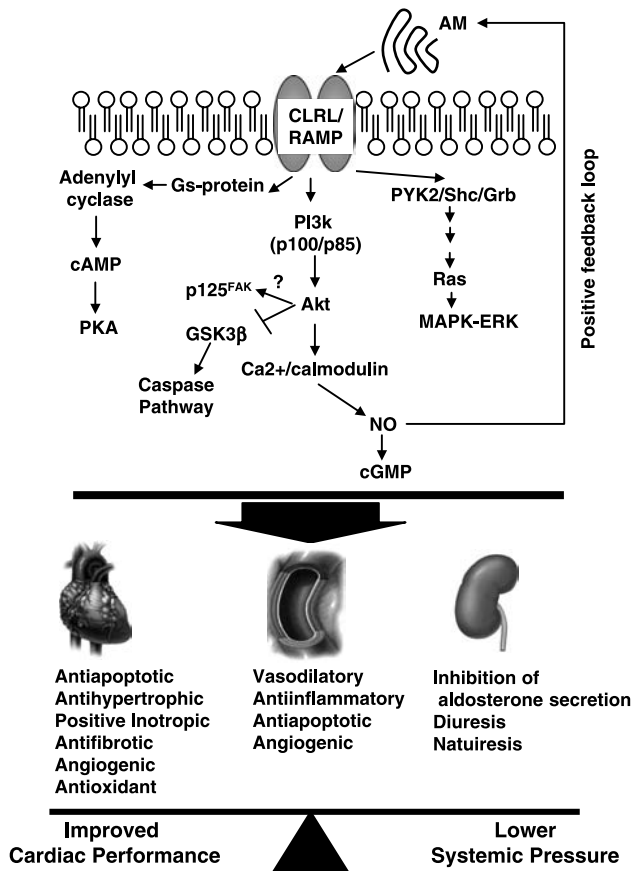 AM
CLRL/
RAMP
Adenylyl
cyclase
Gs-protein
cAMP
PKA
PI3k
(p100/p85)
?
p125FAK
Akt
GSK3β
Caspase
Pathway
Ca2+/calmodulin
NO
cGMP
PYK2/Shc/Grb
Ras
MAPK-ERK
Positive feedback loop
Antiapoptotic
Antihypertrophic
Positive Inotropic
Antifibrotic
Angiogenic
Antioxidant
Vasodilatory
Antiinflammatory
Antiapoptotic
Angiogenic
Inhibition of
aldosterone secretion
Diuresis
Natuiresis
Improved
Cardiac Performance
Lower
Systemic Pressure